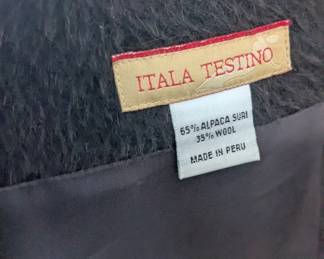 ITALA TESTINO
65% ALPACA SURI
35% WOOL
MADE IN PERU